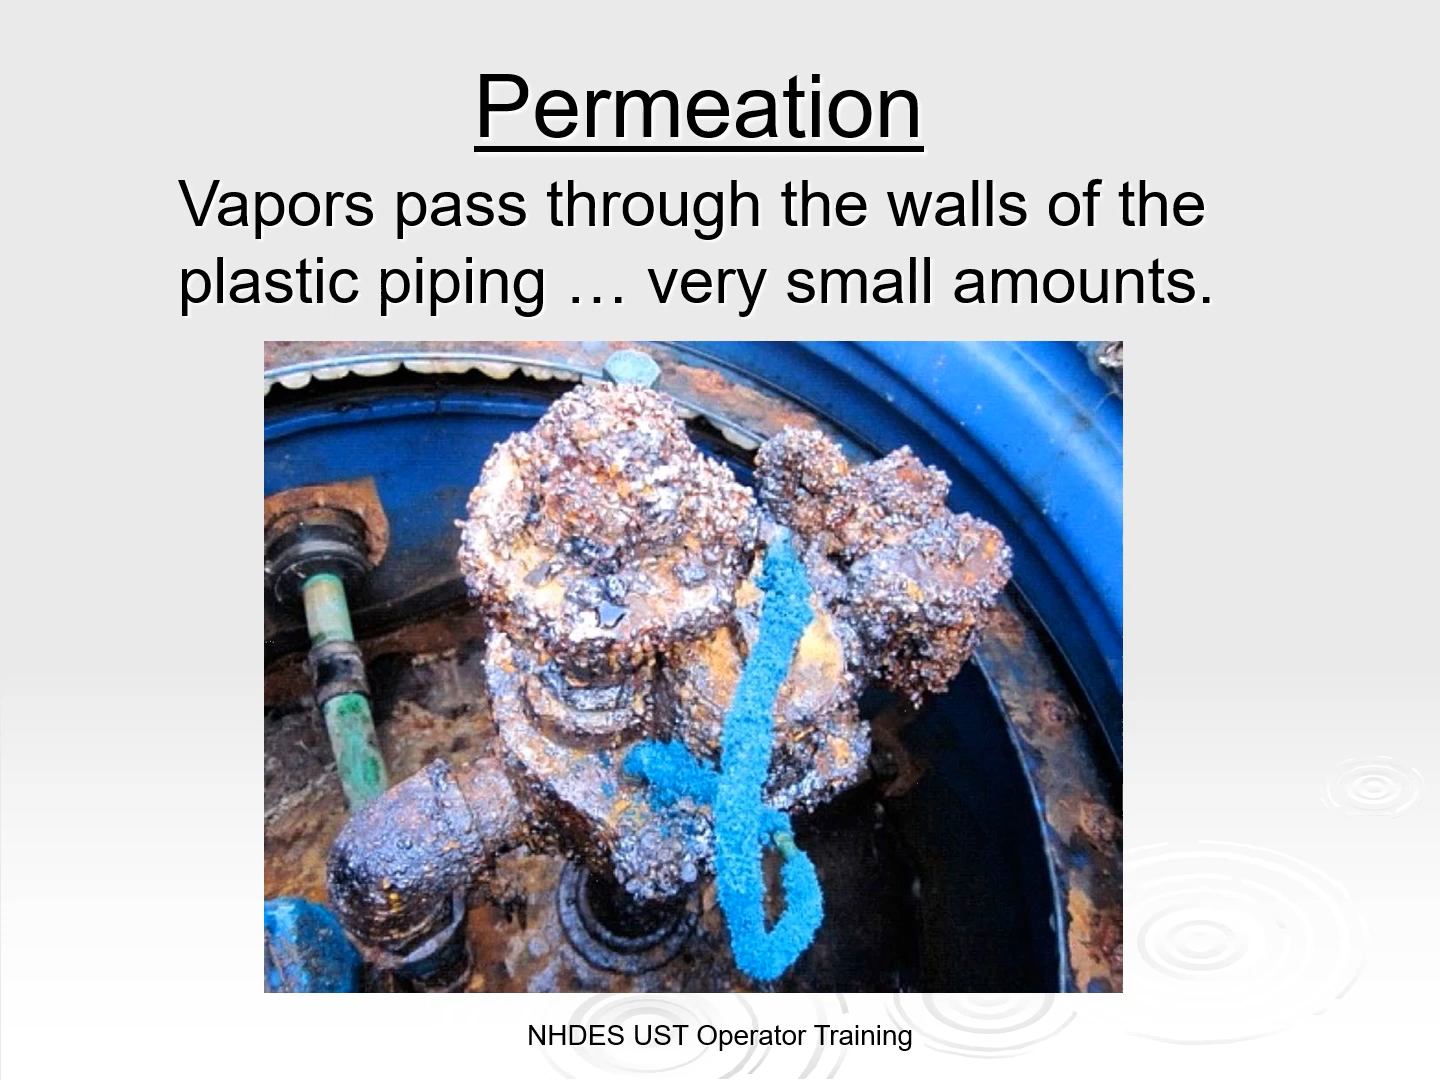 Permeation
Vapors pass through the walls of the
plastic piping … very small amounts.
NHDES UST Operator Training